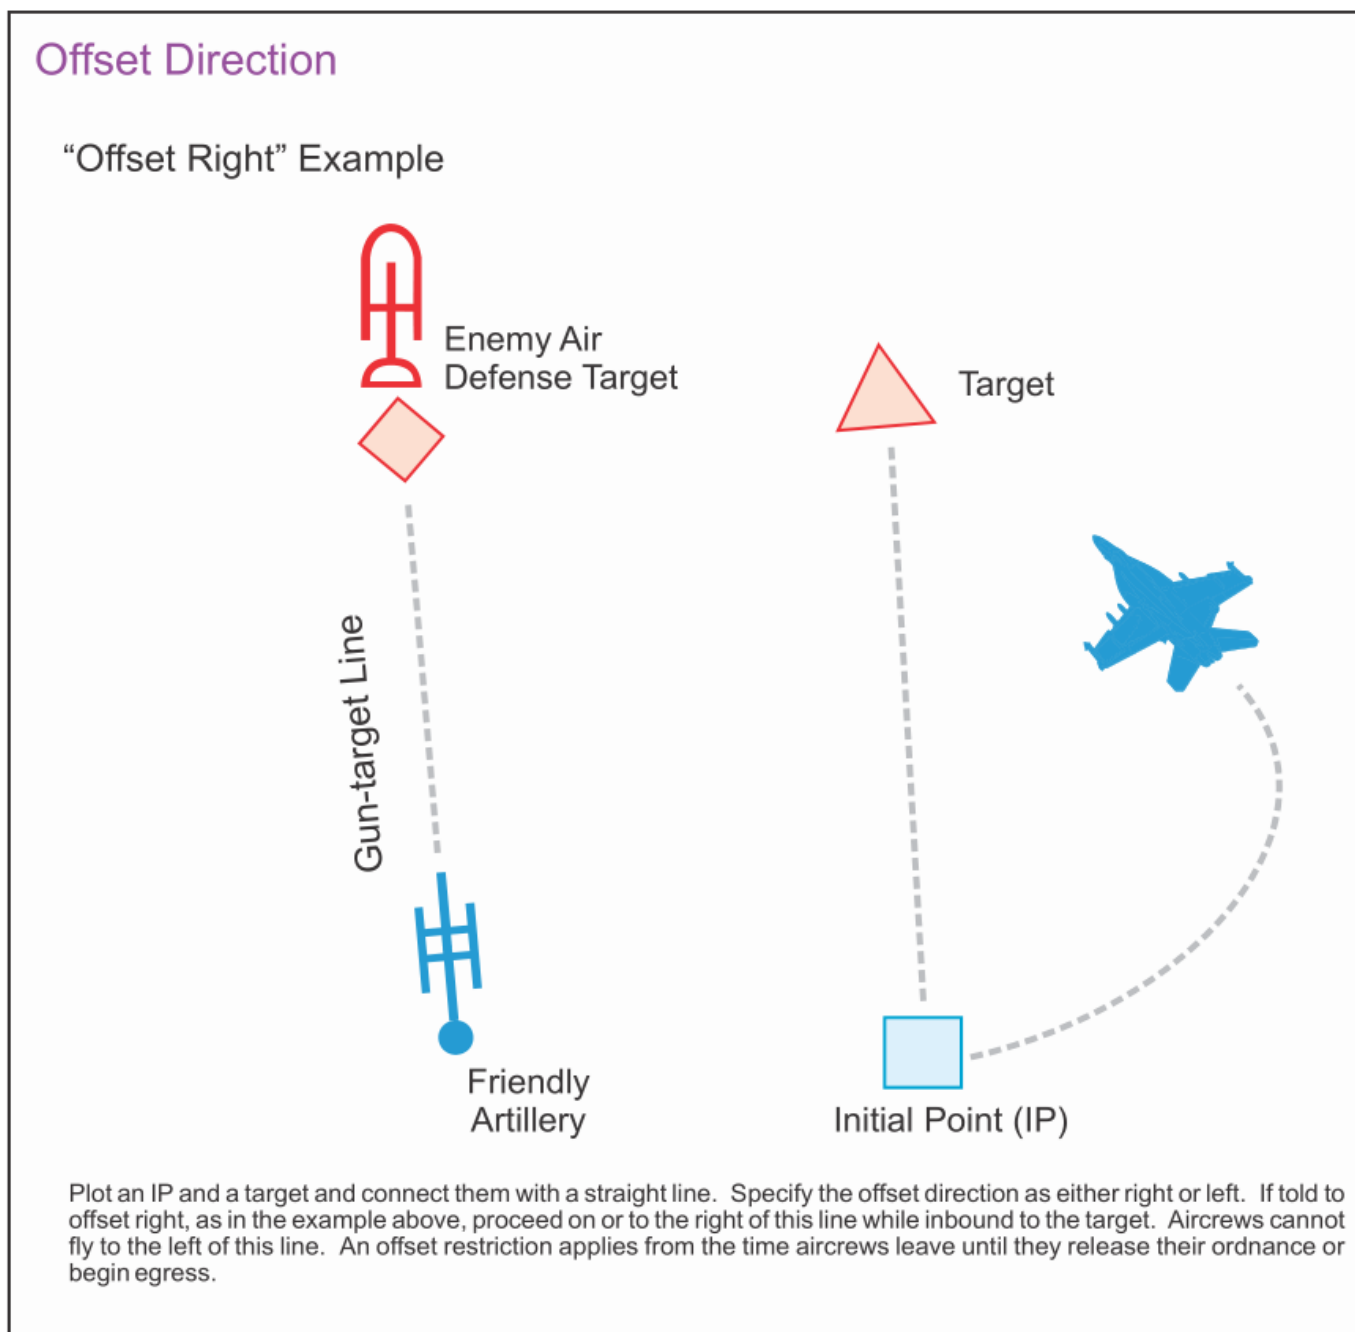 Offset Direction
“Offset Right” Example
Enemy Air
Defense Target
Target
Gun-target Line
Friendly
Artillery
Initial Point (IP)
Plot an IP and a target and connect them with a straight line. Specify the offset direction as either right or left. If told to
offset right, as in the example above, proceed on or to the right of this line while inbound to the target. Aircrews cannot
fly to the left of this line. An offset restriction applies from the time aircrews leave until they release their ordnance or
begin egress.